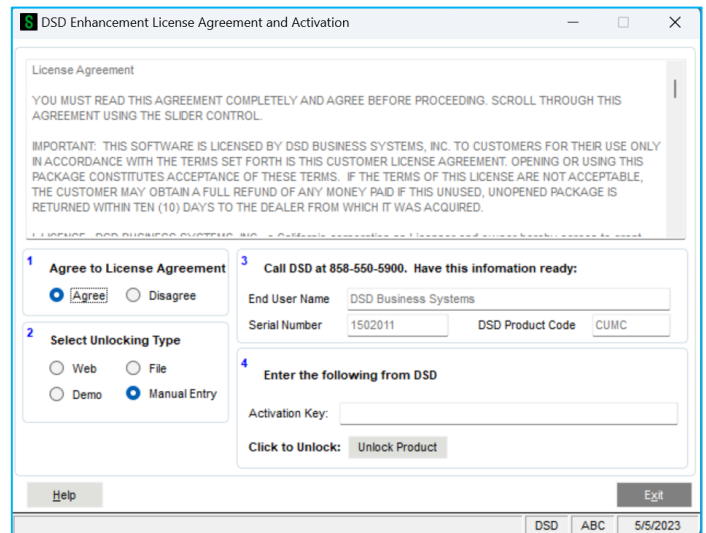 DSD Enhancement License Agreement and Activation
License Agreement
YOU MUST READ THIS AGREEMENT COMPLETELY AND AGREE BEFORE PROCEEDING. SCROLL THROUGH THIS
AGREEMENT USING THE SLIDER CONTROL.
IMPORTANT: THIS SOFTWARE IS LICENSED BY DSD BUSINESS SYSTEMS, INC. TO CUSTOMERS FOR THEIR USE ONLY
IN ACCORDANCE WITH THE TERMS SET FORTH IS THIS CUSTOMER LICENSE AGREEMENT. OPENING OR USING THIS
PACKAGE CONSTITUTES ACCEPTANCE OF THESE TERMS. IF THE TERMS OF THIS LICENSE ARE NOT ACCEPTABLE,
THE CUSTOMER MAY OBTAIN A FULL REFUND OF ANY MONEY PAID IF THIS UNUSED, UNOPENED PACKAGE IS
RETURNED WITHIN TEN (10) DAYS TO THE DEALER FROM WHICH IT WAS ACQUIRED.
1 Agree to License Agreement
Agree Disagree
2 Select Unlocking Type
Web File
Demo Manual Entry
3 Call DSD at 858-550-5900. Have this infomation ready:
End User Name DSD Business Systems
Serial Number 1502011 DSD Product Code CUMC
4 Enter the following from DSD
Activation Key:
Click to Unlock: Unlock Product
Help Exit
DSD ABC 5/5/2023